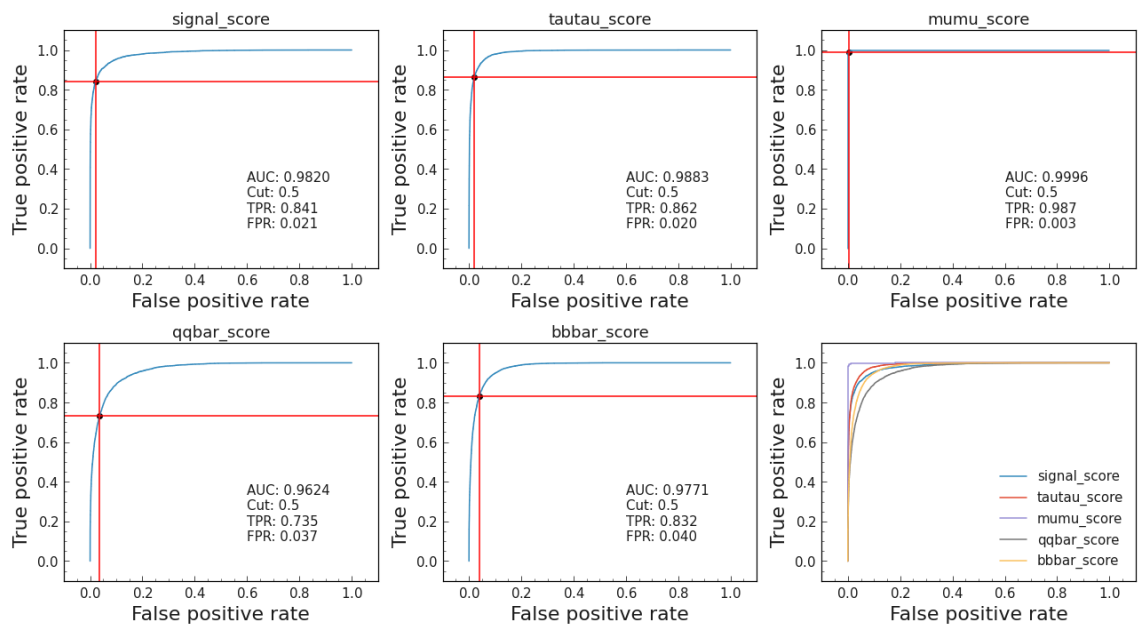 signal_score
True positive rate
1.0
0.8
0.6
0.4
0.2
0.0
AUC: 0.9820
Cut: 0.5
TPR: 0.841
FPR: 0.021
0.0 0.2 0.4 0.6 0.8 1.0
False positive rate
tautau_score
True positive rate
1.0
0.8
0.6
0.4
0.2
0.0
AUC: 0.9883
Cut: 0.5
TPR: 0.862
FPR: 0.020
0.0 0.2 0.4 0.6 0.8 1.0
False positive rate
mumu_score
True positive rate
1.0
0.8
0.6
0.4
0.2
0.0
AUC: 0.9996
Cut: 0.5
TPR: 0.987
FPR: 0.003
0.0 0.2 0.4 0.6 0.8 1.0
False positive rate
qqbar_score
True positive rate
1.0
0.8
0.6
0.4
0.2
0.0
AUC: 0.9624
Cut: 0.5
TPR: 0.735
FPR: 0.037
0.0 0.2 0.4 0.6 0.8 1.0
False positive rate
bbbar_score
True positive rate
1.0
0.8
0.6
0.4
0.2
0.0
AUC: 0.9771
Cut: 0.5
TPR: 0.832
FPR: 0.040
0.0 0.2 0.4 0.6 0.8 1.0
False positive rate
True positive rate
1.0
0.8
0.6
0.4
0.2
0.0
signal_score
tautau_score
mumu_score
qqbar_score
bbbar_score
0.0 0.2 0.4 0.6 0.8 1.0
False positive rate